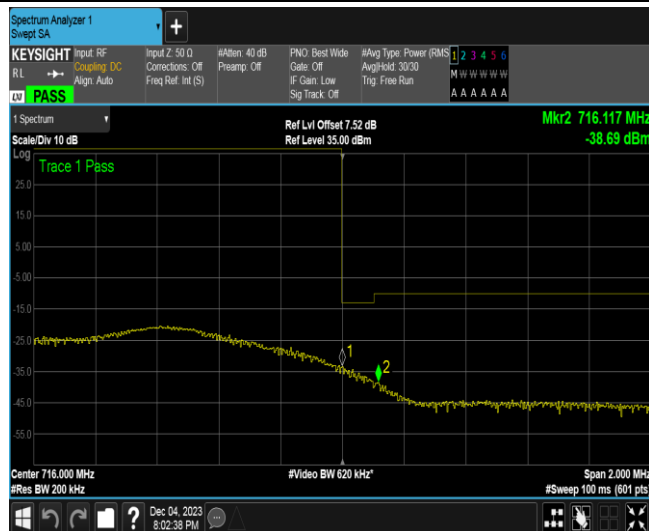 Spectrum Analyzer 1
Swept SA
KEYSIGHT
RL
LXI PASS
Input: RF
Coupling: DC
Align: Auto
Input Z: 50 Ω
Corrections: Off
Freq Ref: Int (S)
#Atten: 40 dB
Preamp: Off
PNO: Best Wide
Gate: Off
IF Gain: Low
Sig Track: Off
#Avg Type: Power (RMS
Avg|Hold: 30/30
Trig: Free Run
1 2 3 4 5 6
M W W W W W
A A A A A A
1 Spectrum
Scale/Div 10 dB
Ref Lvl Offset 7.52 dB
Ref Level 35.00 dBm
Mkr2 716.117 MHz
-38.69 dBm
Log
Trace 1 Pass
25.0
15.0
5.00
-5.00
-15.0
-25.0
-35.0
-45.0
-55.0
1
2
Center 716.000 MHz
#Res BW 200 kHz
#Video BW 620 kHz*
Span 2.000 MHz
#Sweep 100 ms (601 pts)
?
Dec 04, 2023
8:02:38 PM